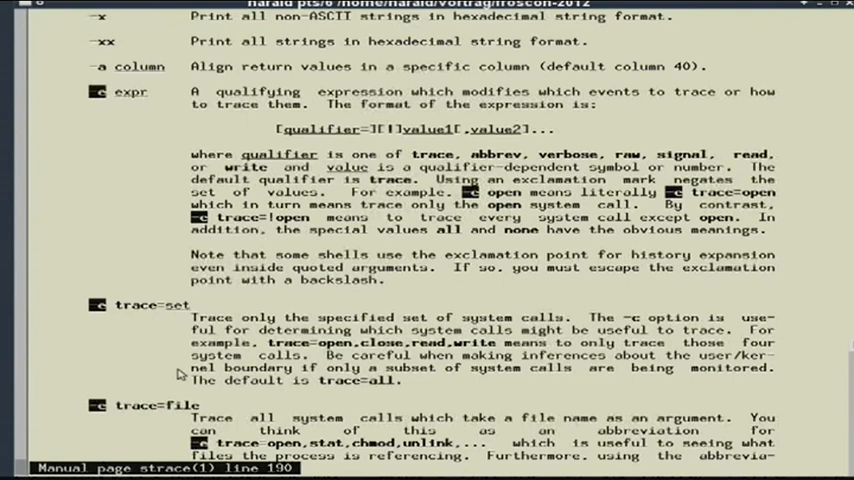 harald pts/6 /home/harald/vortrag/froscon-2012
-x Print all non-ASCII strings in hexadecimal string format.
-xx Print all strings in hexadecimal string format.
-a column Align return values in a specific column (default column 40).
-e expr A qualifying expression which modifies which events to trace or how
to trace them. The format of the expression is:
[qualifier=][!]value1[,value2]...
where qualifier is one of trace, abbrev, verbose, raw, signal, read,
or write and value is a qualifier-dependent symbol or number. The
default qualifier is trace. Using an exclamation mark negates the
set of values. For example, -e open means literally -e trace=open
which in turn means trace only the open system call. By contrast,
-e trace=!open means to trace every system call except open. In
addition, the special values all and none have the obvious meanings.
Note that some shells use the exclamation point for history expansion
even inside quoted arguments. If so, you must escape the exclamation
point with a backslash.
-e trace=set
Trace only the specified set of system calls. The -c option is use-
ful for determining which system calls might be useful to trace. For
example, trace=open,close,read,write means to only trace those four
system calls. Be careful when making inferences about the user/ker-
nel boundary if only a subset of system calls are being monitored.
The default is trace=all.
-e trace=file
Trace all system calls which take a file name as an argument. You
can think of this as an abbreviation for
-e trace=open,stat,chmod,unlink,... which is useful to seeing what
files the process is referencing. Furthermore, using the abbrevia-
Manual page strace(1) line 190